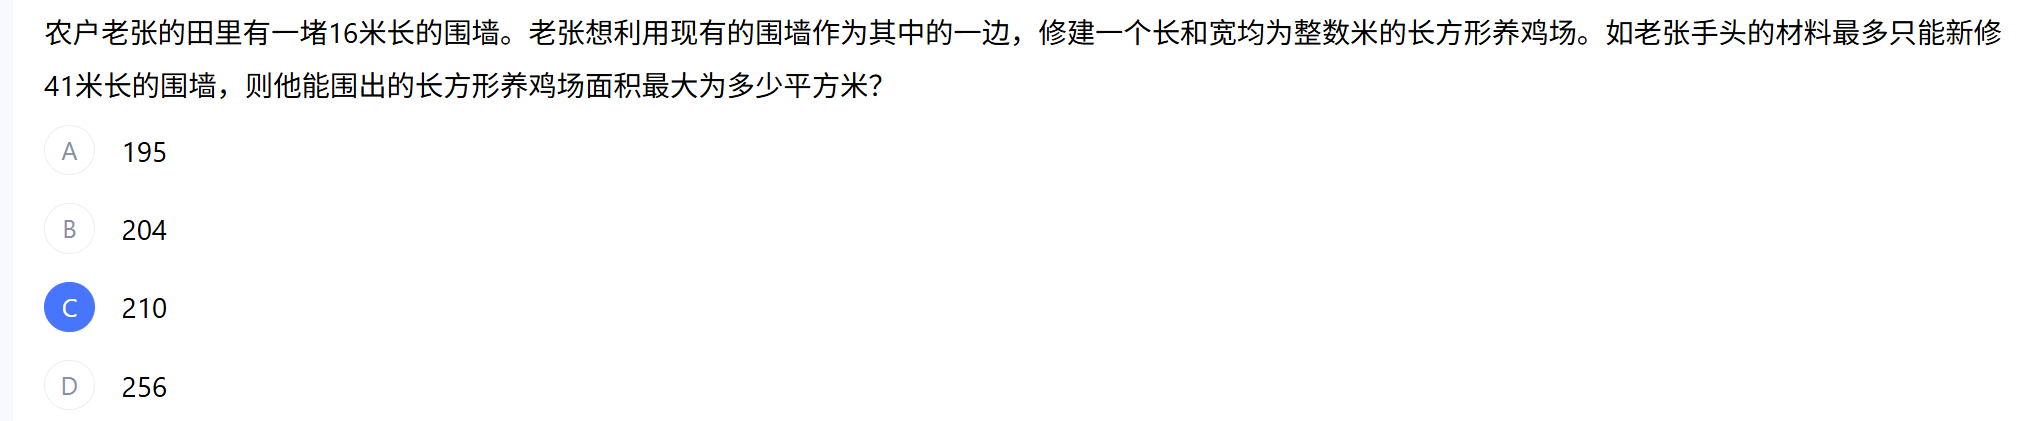 农户老张的田里有一堵16米长的围墙。老张想利用现有的围墙作为其中的一边，修建一个长和宽均为整数米的长方形养鸡场。如老张手头的材料最多只能新修
41米长的围墙，则他能围出的长方形养鸡场面积最大为多少平方米？
A 195
B 204
C 210
D 256